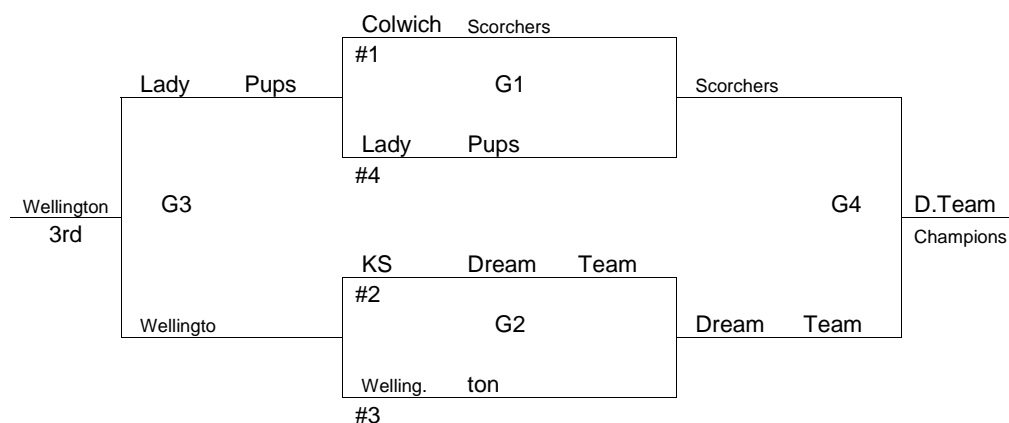 Colwich Scorchers
#1
Lady Pups G1 Scorchers
Lady Pups
#4
Wellington G3 G4 D.Team
3rd Champions
KS Dream Team
#2
Wellingto G2 Dream Team
Welling. ton
#3